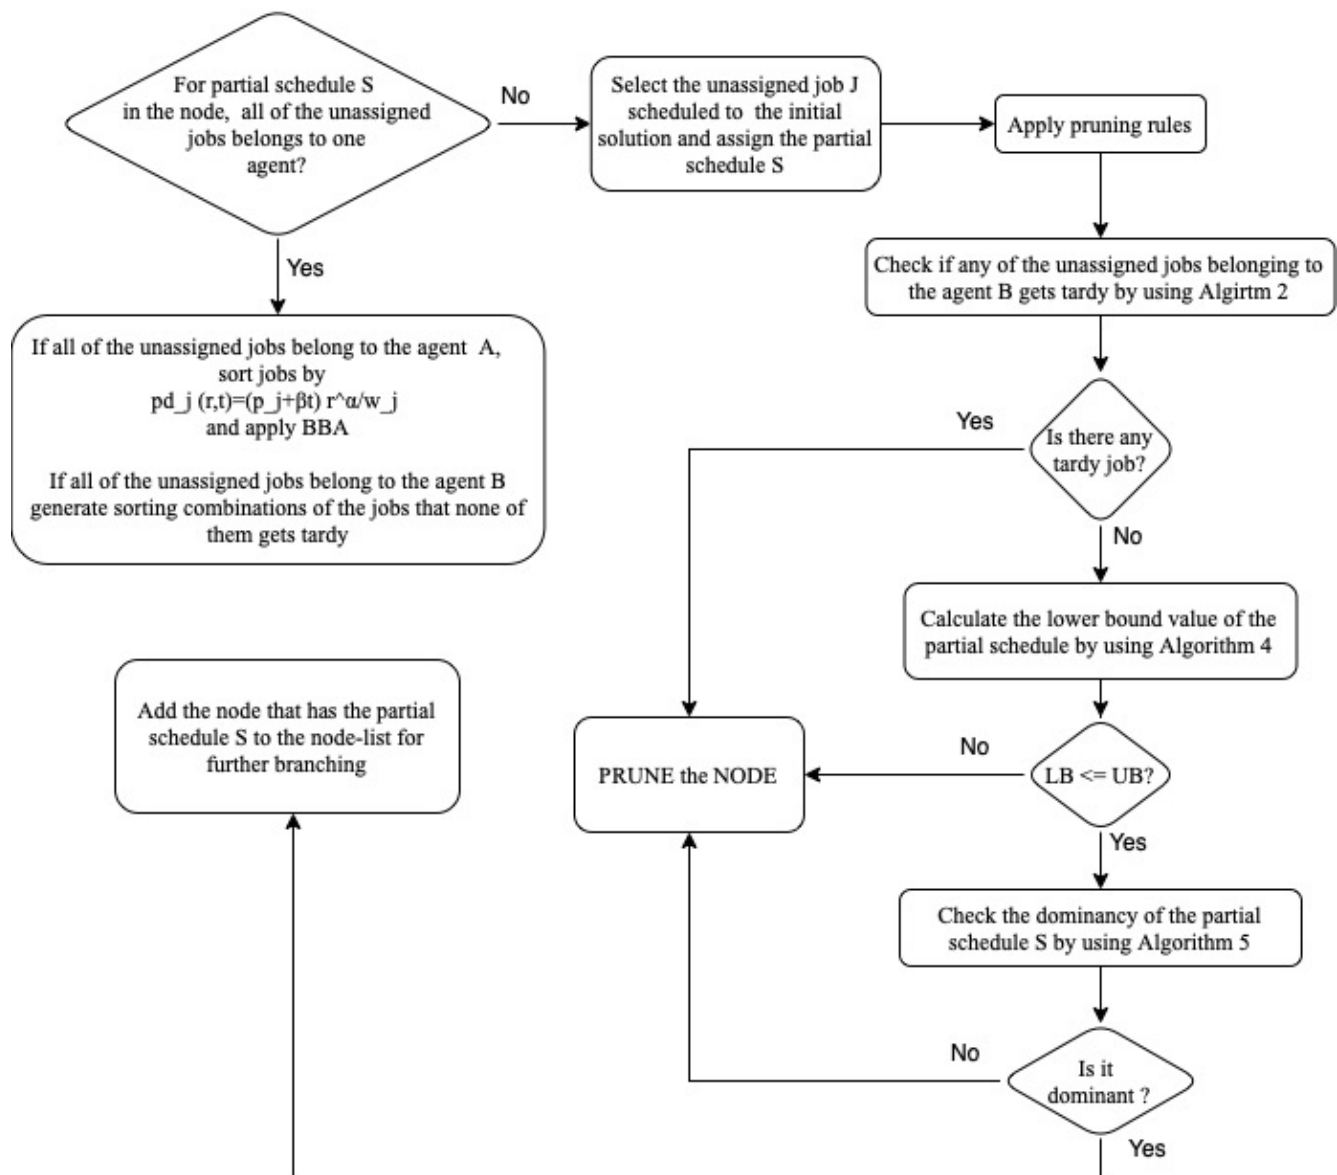 For partial schedule S
in the node, all of the unassigned
jobs belongs to one
agent?
No
Select the unassigned job J
scheduled to the initial
solution and assign the partial
schedule S
Apply pruning rules
Yes
Check if any of the unassigned jobs belonging to
the agent B gets tardy by using Algirtm 2
If all of the unassigned jobs belong to the agent A,
sort jobs by
pd_j (r,t)=(p_j+βt) r^α/w_j
and apply BBA
If all of the unassigned jobs belong to the agent B
generate sorting combinations of the jobs that none of
them gets tardy
Yes
Is there any
tardy job?
No
Calculate the lower bound value of the
partial schedule by using Algorithm 4
Add the node that has the partial
schedule S to the node-list for
further branching
PRUNE the NODE
No
LB <= UB?
Yes
Check the dominancy of the partial
schedule S by using Algorithm 5
No
Is it
dominant ?
Yes